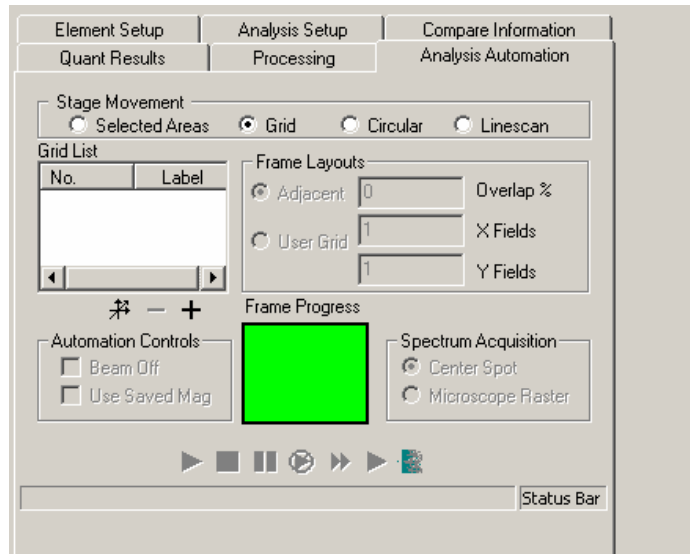 Element Setup Analysis Setup Compare Information
Quant Results Processing Analysis Automation
Stage Movement
Selected Areas Grid Circular Linescan
Grid List
No. Label
Frame Layouts
Adjacent 0 Overlap %
User Grid 1 X Fields
1 Y Fields
Frame Progress
Automation Controls
Beam Off
Use Saved Mag
Spectrum Acquisition
Center Spot
Microscope Raster
Status Bar